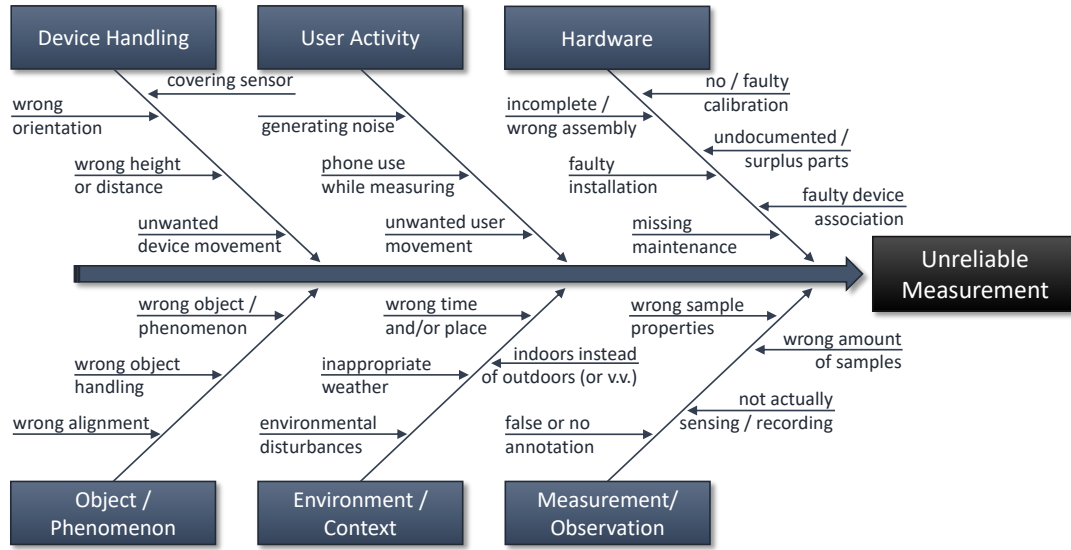 Device Handling
User Activity
Hardware
covering sensor
wrong
orientation
wrong height
or distance
unwanted
device movement
generating noise
phone use
while measuring
unwanted user
movement
no / faulty
calibration
incomplete /
wrong assembly
undocumented /
surplus parts
faulty
installation
faulty device
association
missing
maintenance
Unreliable
Measurement
wrong object /
phenomenon
wrong object
handling
wrong alignment
wrong time
and/or place
indoors instead
of outdoors (or v.v.)
inappropriate
weather
environmental
disturbances
wrong sample
properties
wrong amount
of samples
not actually
sensing / recording
false or no
annotation
Object /
Phenomenon
Environment /
Context
Measurement/
Observation